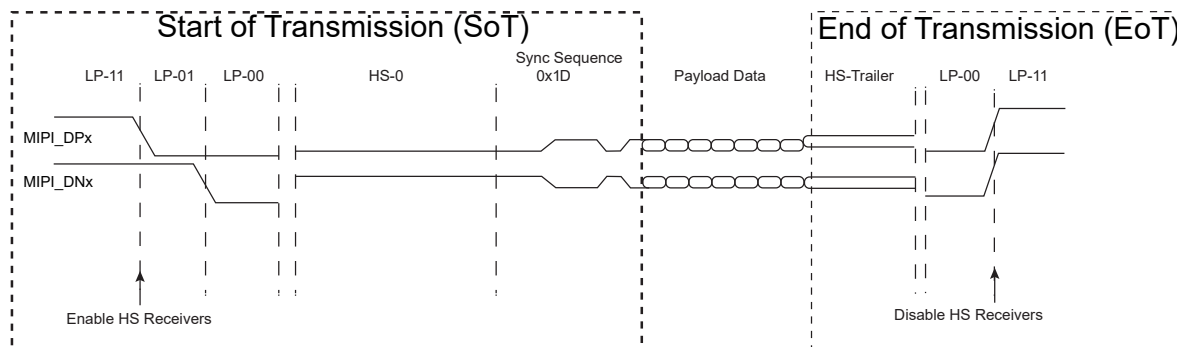 Start of Transmission (SoT)
End of Transmission (EoT)
Sync Sequence
LP-11 LP-01 LP-00 HS-0 0x1D Payload Data HS-Trailer LP-00 LP-11
MIPI_DPx
MIPI_DNx
Enable HS Receivers
Disable HS Receivers